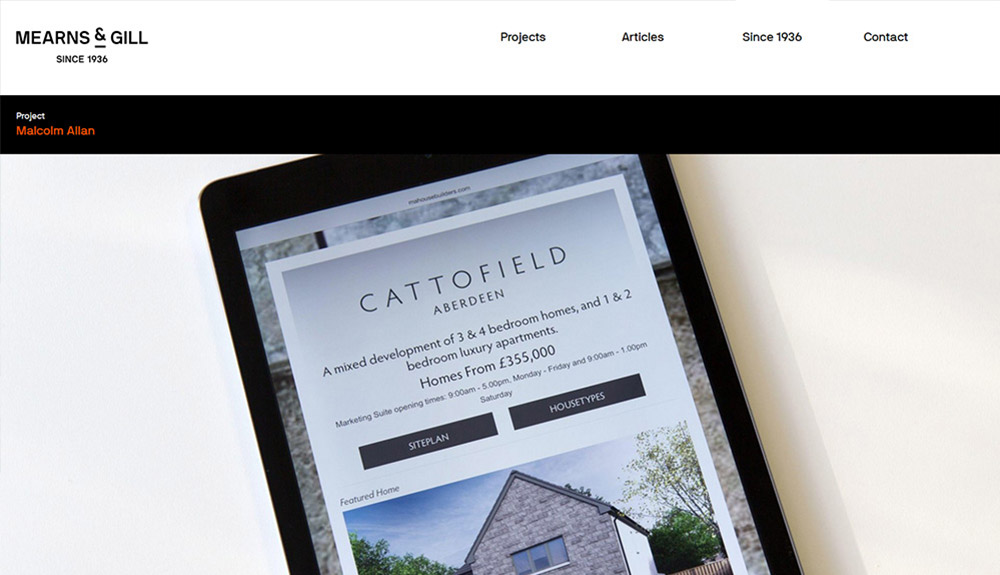 MEARNS & GILL
SINCE 1936
Projects
Articles
Since 1936
Contact
Project
Malcolm Allan
mahousebuilders.com
CATTOFIELD
ABERDEEN
A mixed development of 3 & 4 bedroom homes, and 1 & 2
bedroom luxury apartments.
Homes From £355,000
Marketing Suite opening times: 9:00am - 5.00pm, Monday - Friday and 9:00am - 1.00pm
Saturday
SITEPLAN
HOUSETYPES
Featured Home